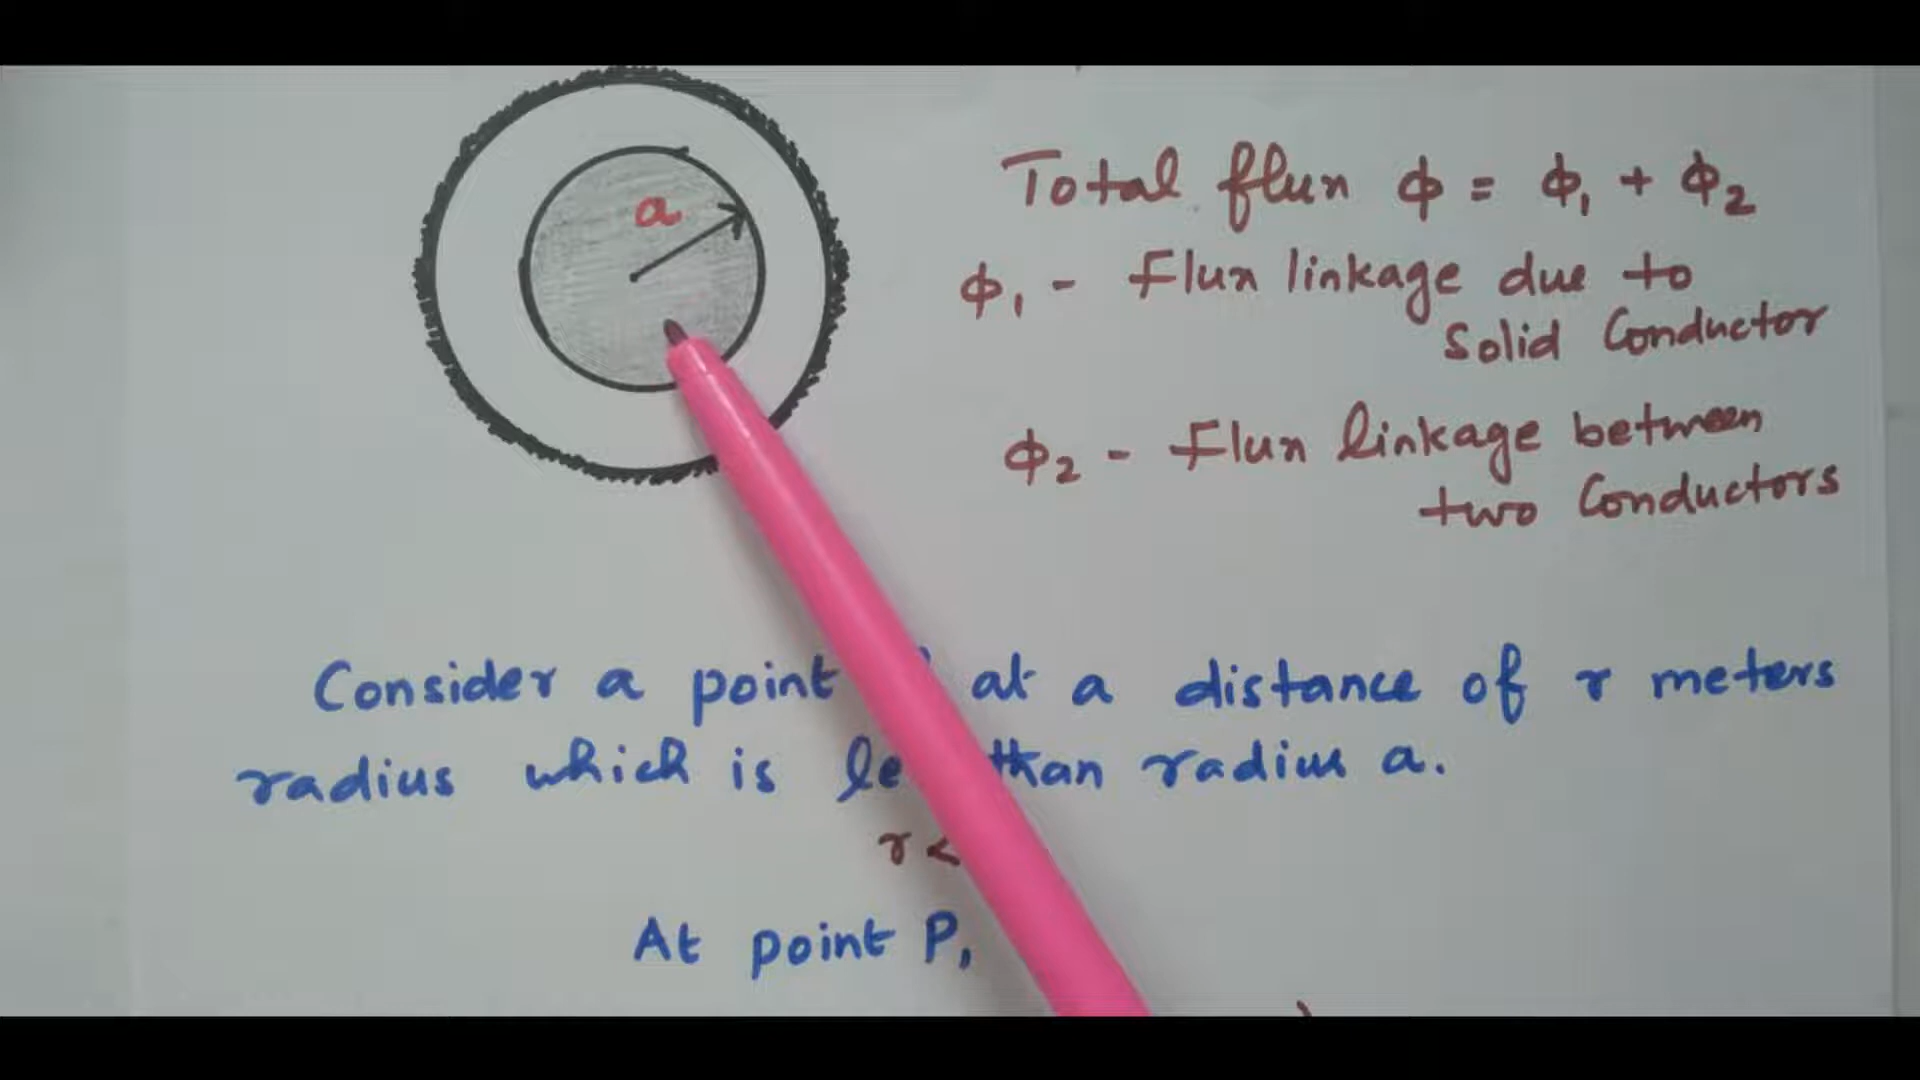 a
Total flux ϕ = ϕ₁ + ϕ₂
ϕ₁ - Flux linkage due to
Solid Conductor
ϕ₂ - Flux linkage between
two Conductors
Consider a point at a distance of r meters
radius which is than radius a.
r <
At point P,